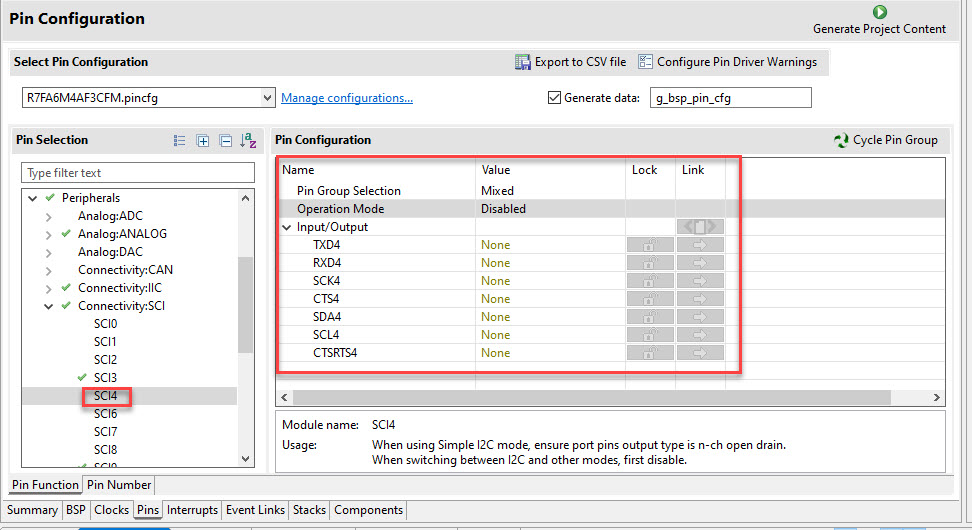 Pin Configuration
Generate Project Content
Select Pin Configuration
Export to CSV file
Configure Pin Driver Warnings
R7FA6M4AF3CFM.pincfg
Manage configurations...
Generate data:
g_bsp_pin_cfg
Pin Selection
Type filter text
Peripherals
Analog:ADC
Analog:ANALOG
Analog:DAC
Connectivity:CAN
Connectivity:IIC
Connectivity:SCI
SCI0
SCI1
SCI2
SCI3
SCI4
SCI6
SCI7
SCI8
SCI9
Pin Configuration
Cycle Pin Group
Name Value Lock Link
Pin Group Selection Mixed
Operation Mode Disabled
Input/Output
TXD4 None
RXD4 None
SCK4 None
CTS4 None
SDA4 None
SCL4 None
CTSRTS4 None
Module name: SCI4
Usage: When using Simple I2C mode, ensure port pins output type is n-ch open drain.
When switching between I2C and other modes, first disable.
Pin Function Pin Number
Summary BSP Clocks Pins Interrupts Event Links Stacks Components